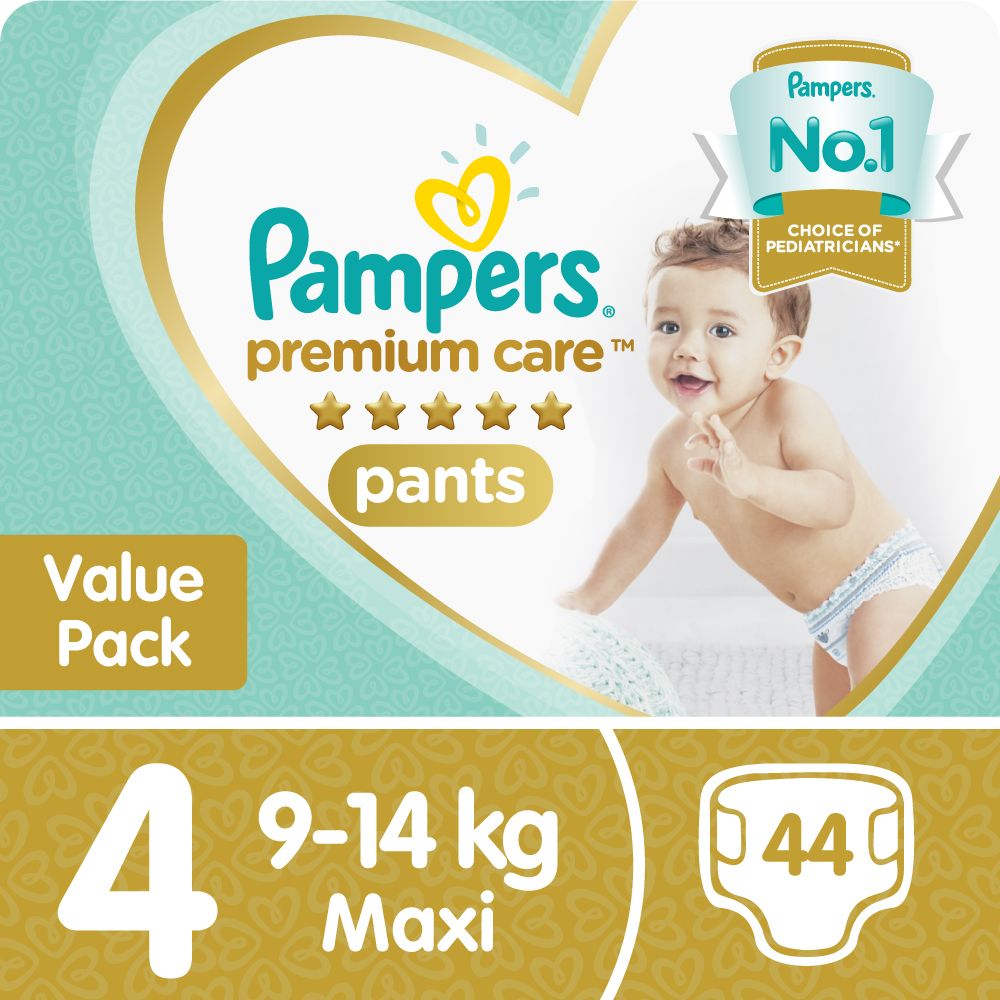 Pampers.
No.1
CHOICE OF
PEDIATRICIANS*
Pampers®
premium care™
pants
Value
Pack
4
9-14 kg
Maxi
44